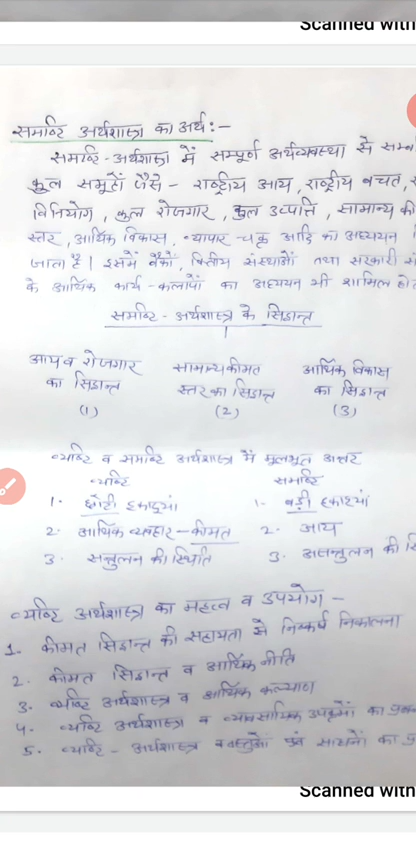 Scanned with
समष्टि अर्थशास्त्र का अर्थ :-
समष्टि - अर्थशास्त्र में सम्पूर्ण अर्थव्यवस्था से
कुल समूहों जैसे - राष्ट्रीय आय, राष्ट्रीय बचत,
विनियोग, कुल रोजगार, कुल उत्पत्ति, सामान्य
स्तर, आर्थिक विकास, व्यापार - चक्र आदि का अध्ययन
जाता है। इसमें बैंकों, वित्तीय संस्थाओं तथा सरकारी
के आर्थिक कार्य - कलापों का अध्ययन भी शामिल
समष्टि - अर्थशास्त्र के सिद्धान्त
आय व रोजगार सामान्य कीमत आर्थिक विकास
का सिद्धान्त स्तर का सिद्धान्त का सिद्धान्त
(1) (2) (3)
व्यष्टि व समष्टि अर्थशास्त्र में मूलभूत अन्तर
व्यष्टि समष्टि
1. छोटी इकाइयां 1. बड़ी इकाइयां
2. आर्थिक व्यवहार - कीमत 2. आय
3. सन्तुलन की स्थिति 3. असन्तुलन की
व्यष्टि अर्थशास्त्र का महत्व व उपयोग -
1. कीमत सिद्धान्त की सहायता से निष्कर्ष निकालना
2. कीमत सिद्धान्त व आर्थिक नीति
3. व्यष्टि अर्थशास्त्र व आर्थिक कल्याण
4. व्यष्टि अर्थशास्त्र व व्यावसायिक उपक्रमों का
5. व्यष्टि - अर्थशास्त्र व वस्तुओं एवं साधनों का
Scanned with